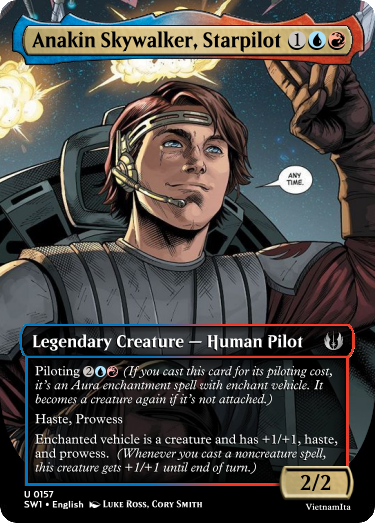 Anakin Skywalker, Starpilot 1
ANY
TIME.
Legendary Creature — Human Pilot
Piloting 2 (If you cast this card for its piloting cost,
it's an Aura enchantment spell with enchant vehicle. It
becomes a creature again if it's not attached.)
Haste, Prowess
Enchanted vehicle is a creature and has +1/+1, haste,
and prowess. (Whenever you cast a noncreature spell,
this creature gets +1/+1 until end of turn.)
2/2
U 0157
SW1 • English Luke Ross, Cory Smith
VietnamIta